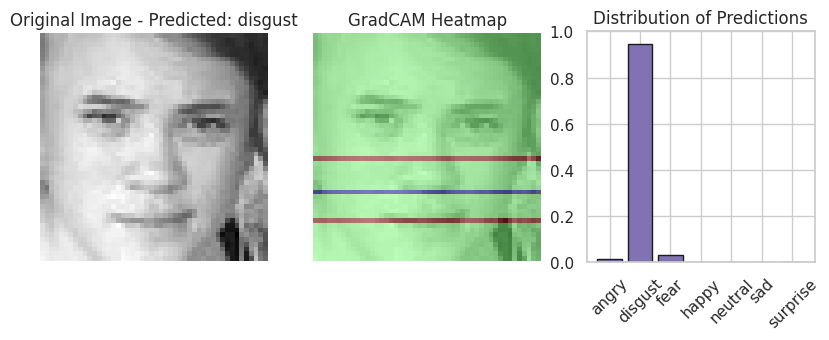 Original Image - Predicted: disgust
GradCAM Heatmap
Distribution of Predictions
1.0
0.8
0.6
0.4
0.2
0.0
angry
disgust
fear
happy
neutral
sad
surprise